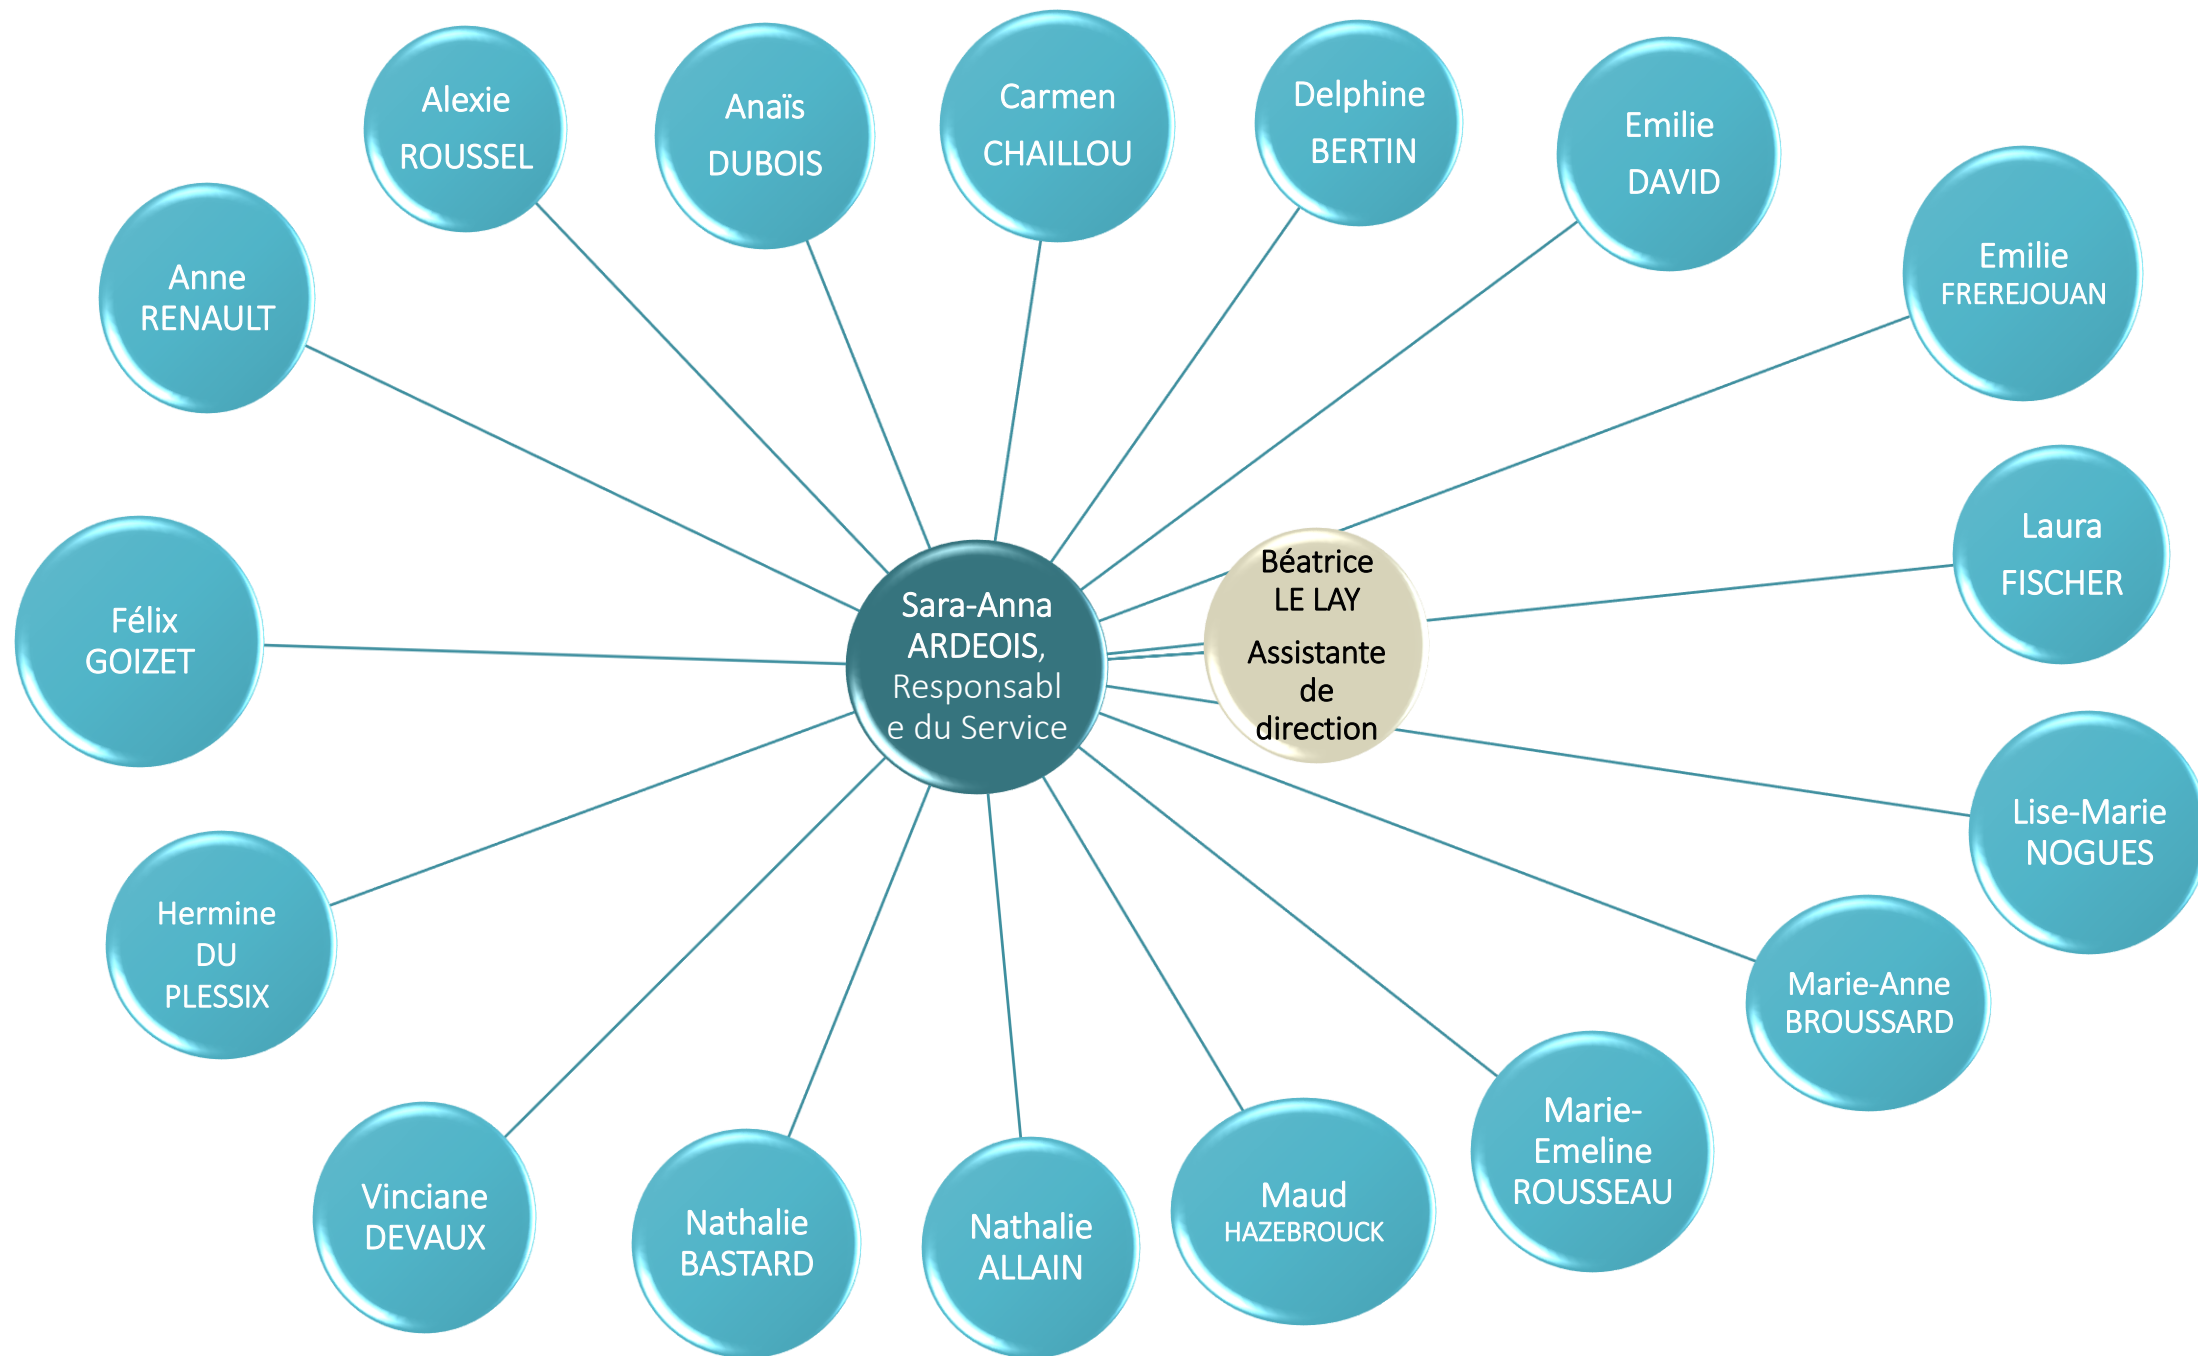 Alexie
ROUSSEL
Anaïs
DUBOIS
Carmen
CHAILLOU
Delphine
BERTIN
Emilie
DAVID
Emilie
FREREJOUAN
Anne
RENAULT
Laura
FISCHER
Félix
GOIZET
Sara-Anna
ARDEOIS,
Responsabl
e du Service
Béatrice
LE LAY
Assistante
de
direction
Lise-Marie
NOGUES
Hermine
DU
PLESSIX
Marie-Anne
BROUSSARD
Marie-
Emeline
ROUSSEAU
Vinciane
DEVAUX
Nathalie
BASTARD
Nathalie
ALLAIN
Maud
HAZEBROUCK